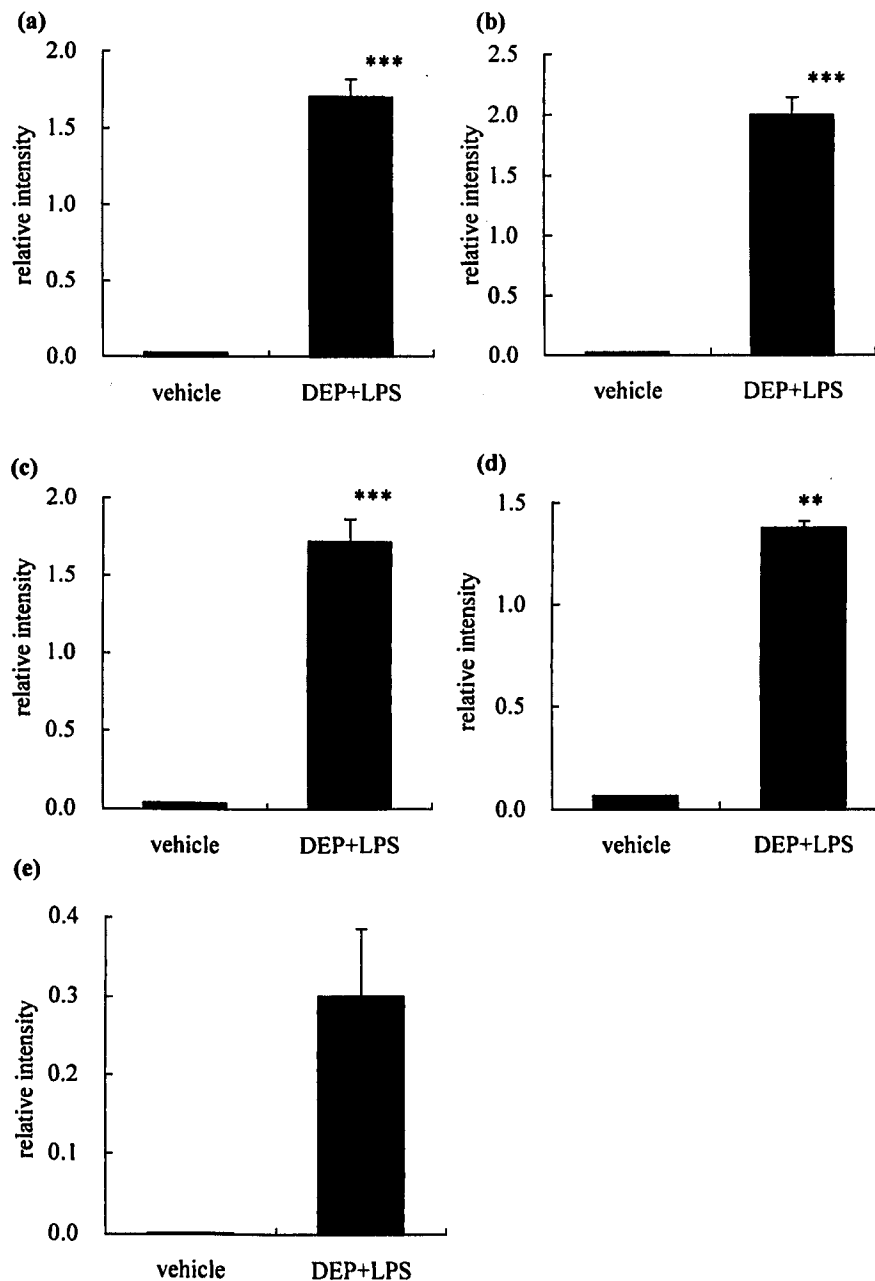 (a)
relative intensity
2.0
1.5
1.0
0.5
0.0
***
vehicle DEP+LPS
(b)
relative intensity
2.5
2.0
1.5
1.0
0.5
0.0
***
vehicle DEP+LPS
(c)
relative intensity
2.0
1.5
1.0
0.5
0.0
***
vehicle DEP+LPS
(d)
relative intensity
1.5
1.0
0.5
0.0
**
vehicle DEP+LPS
(e)
relative intensity
0.4
0.3
0.2
0.1
0.0
vehicle DEP+LPS